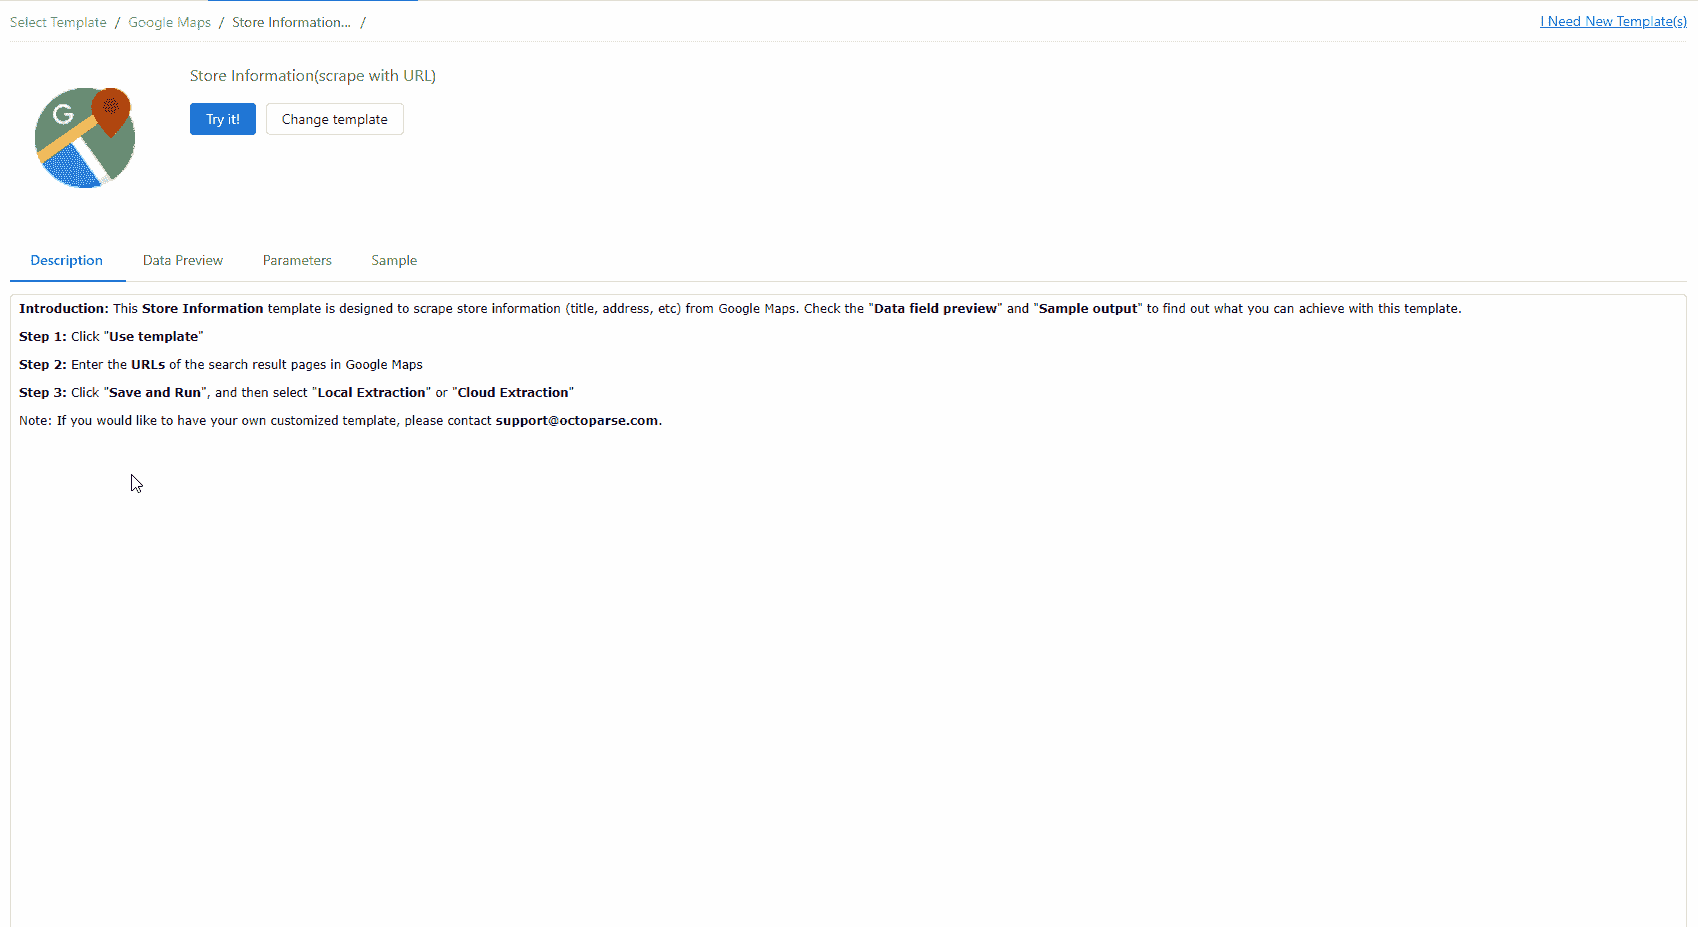 Select Template / Google Maps / Store Information... /
I Need New Template(s)
Store Information(scrape with URL)
G
Try it!
Change template
Description
Data Preview
Parameters
Sample
Introduction: This Store Information template is designed to scrape store information (title, address, etc) from Google Maps. Check the "Data field preview" and "Sample output" to find out what you can achieve with this template.
Step 1: Click "Use template"
Step 2: Enter the URLs of the search result pages in Google Maps
Step 3: Click "Save and Run", and then select "Local Extraction" or "Cloud Extraction"
Note: If you would like to have your own customized template, please contact support@octoparse.com.